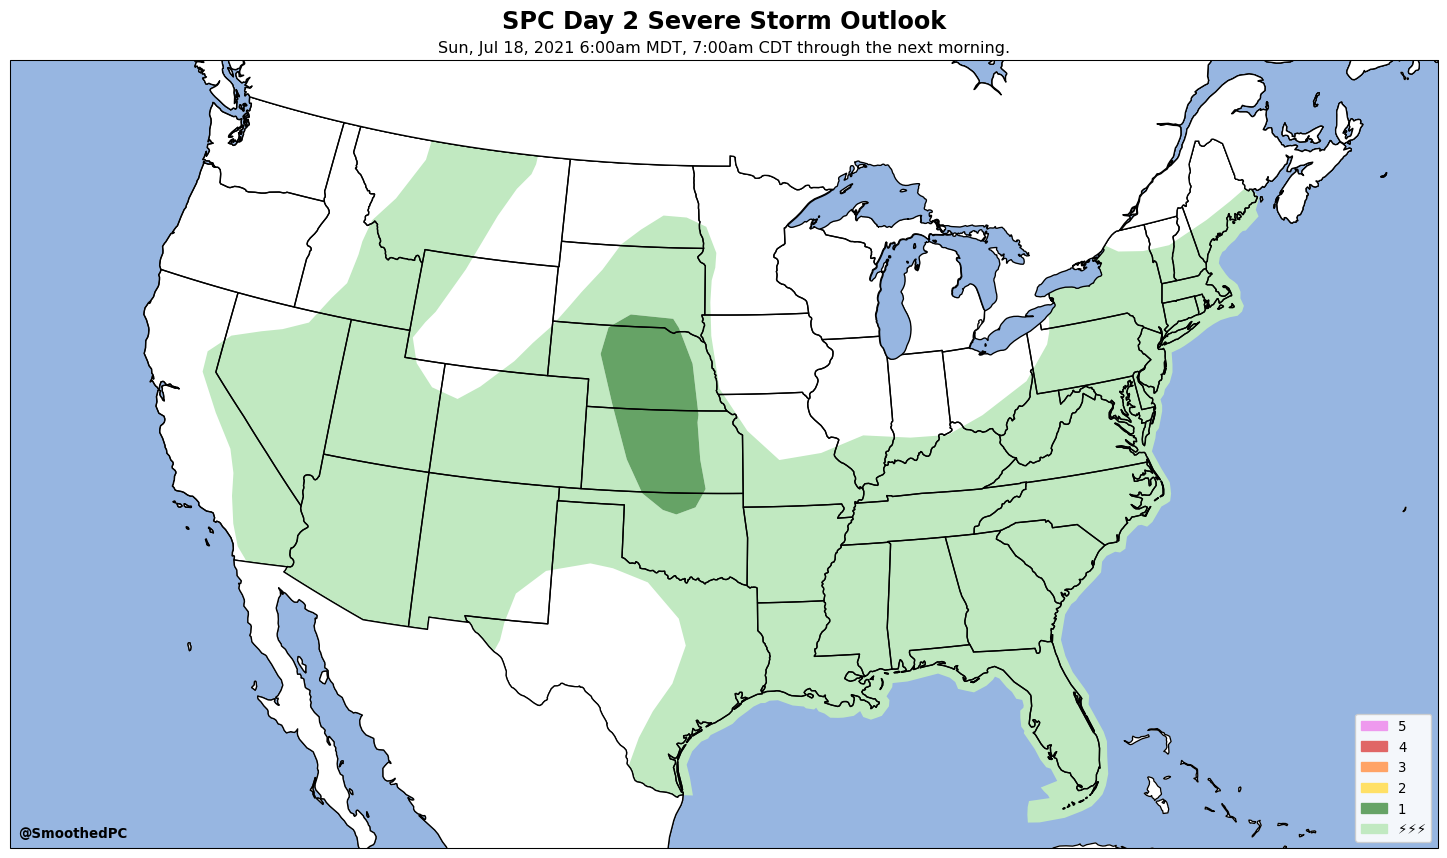 SPC Day 2 Severe Storm Outlook
Sun, Jul 18, 2021 6:00am MDT, 7:00am CDT through the next morning.
5
4
3
2
1
⚡⚡⚡
@SmoothedPC